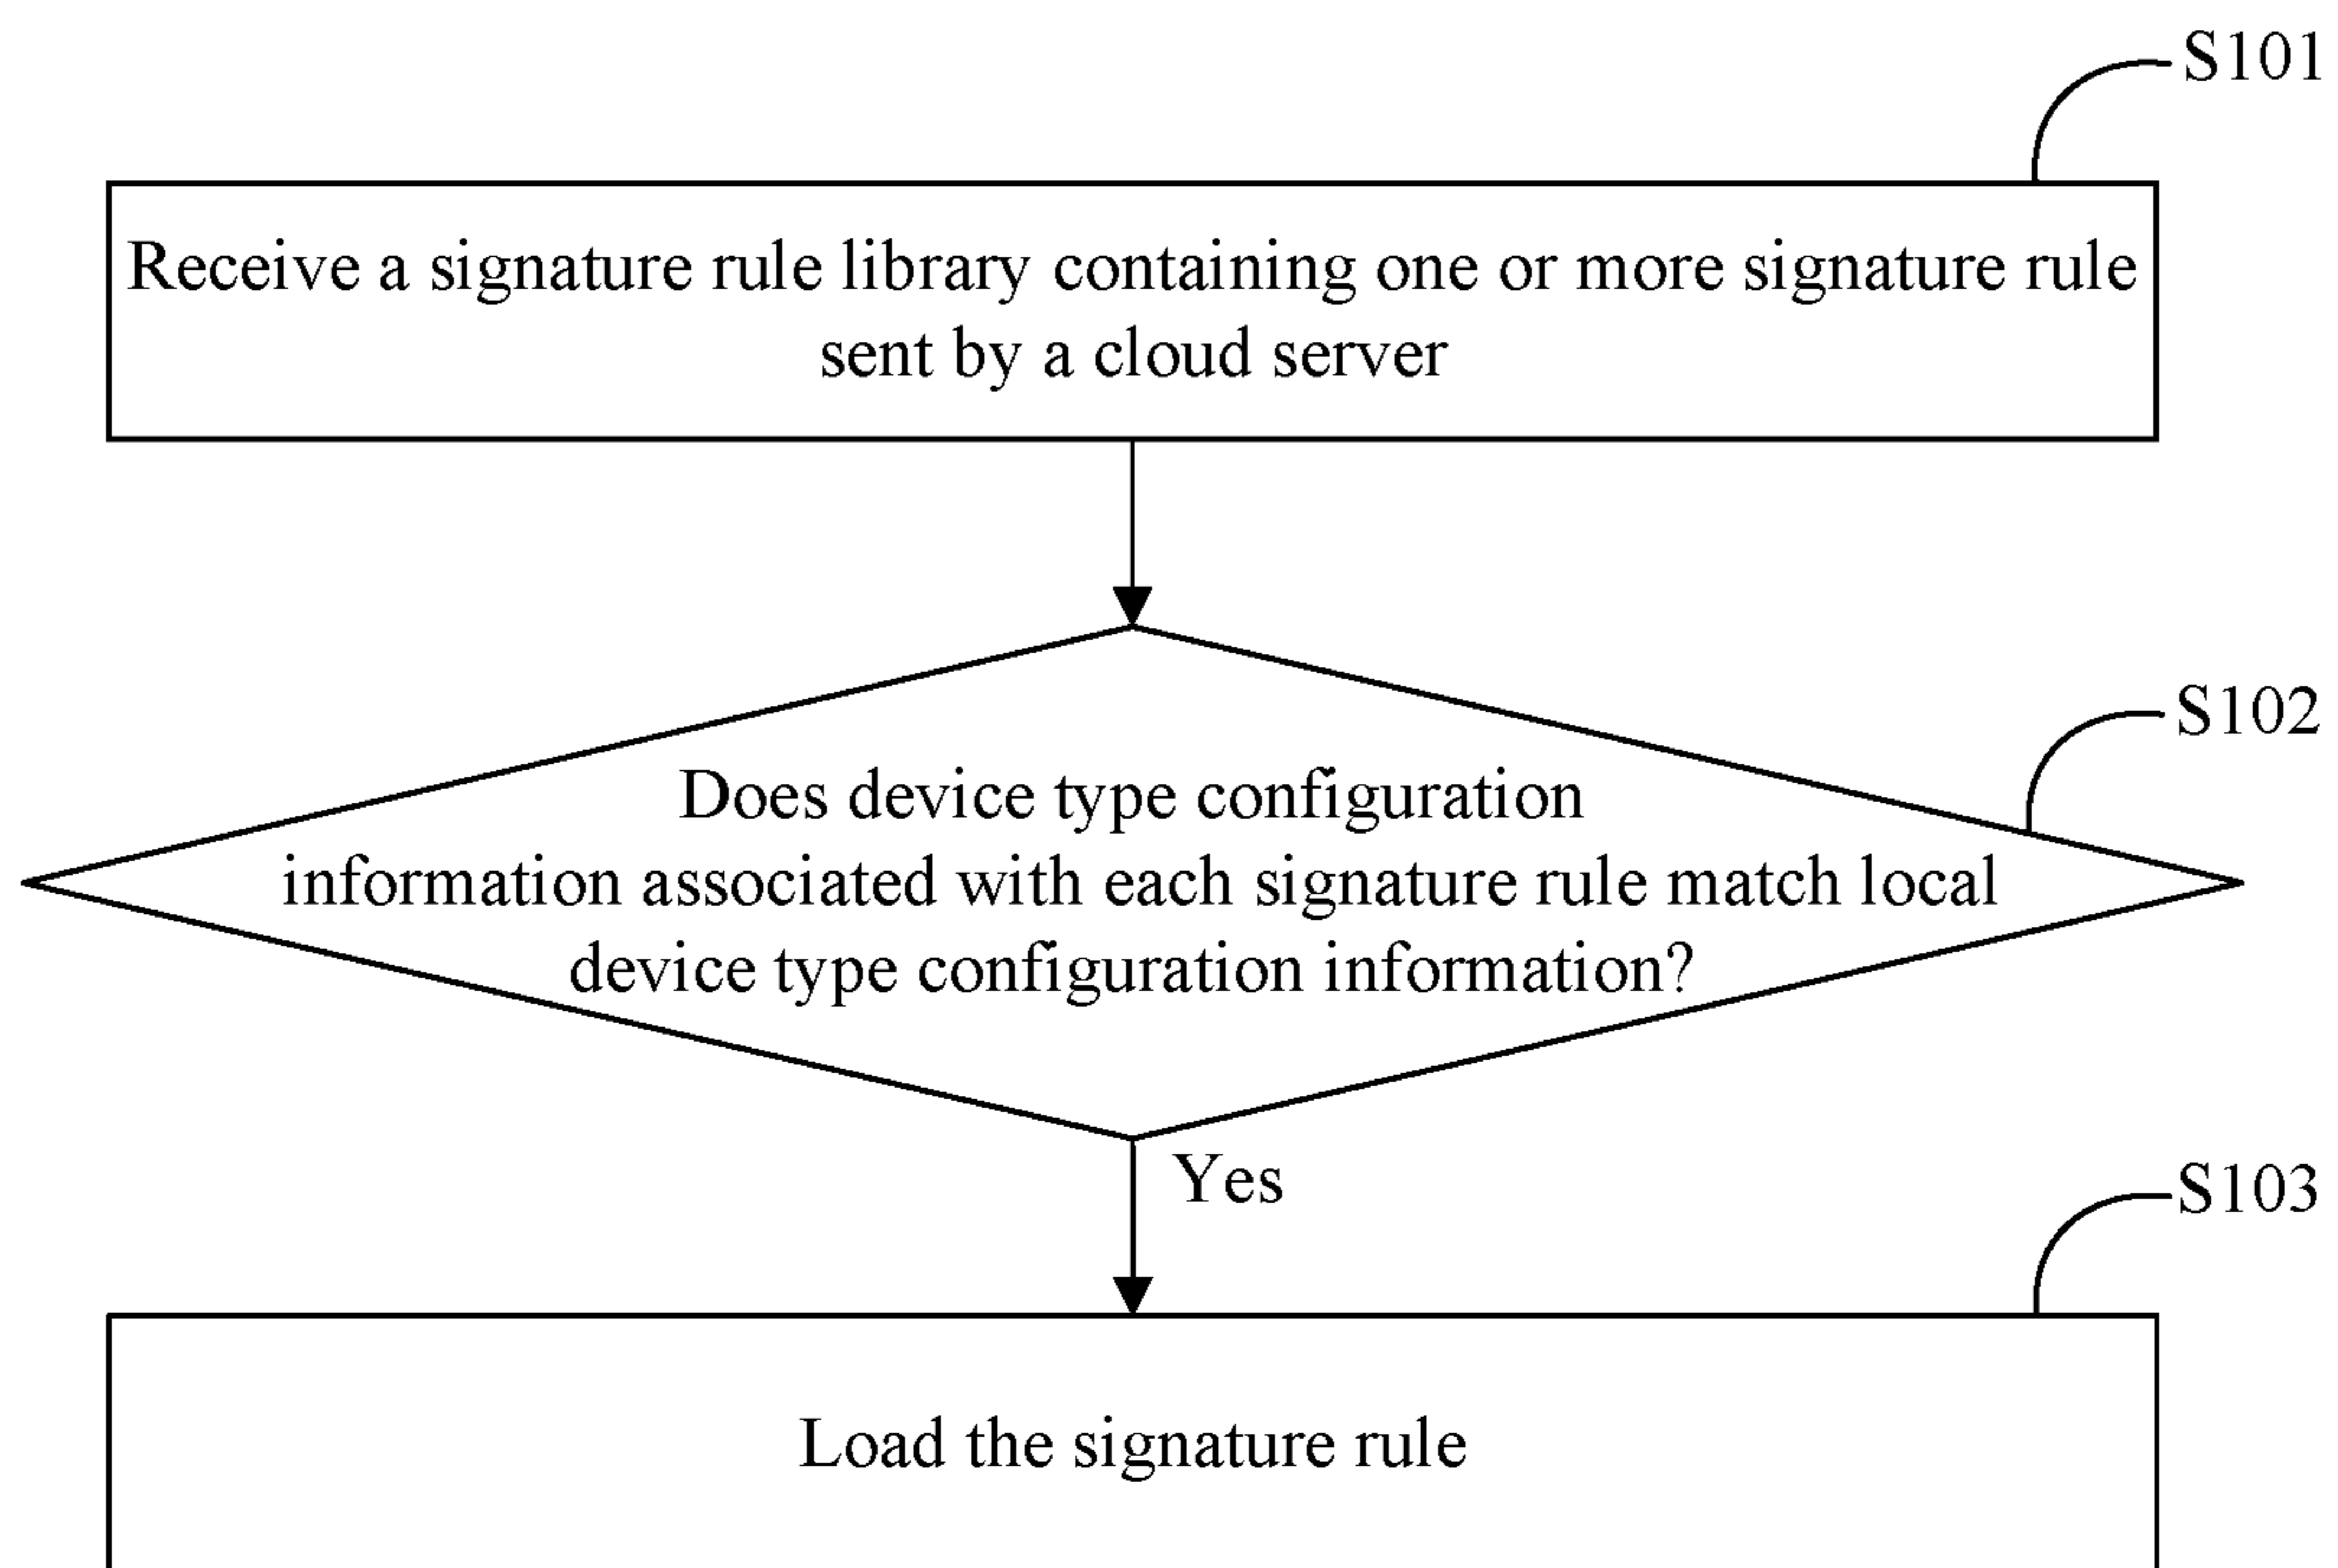 S101
Receive a signature rule library containing one or more signature rule
sent by a cloud server
S102
Does device type configuration
information associated with each signature rule match local
device type configuration information?
Yes
S103
Load the signature rule